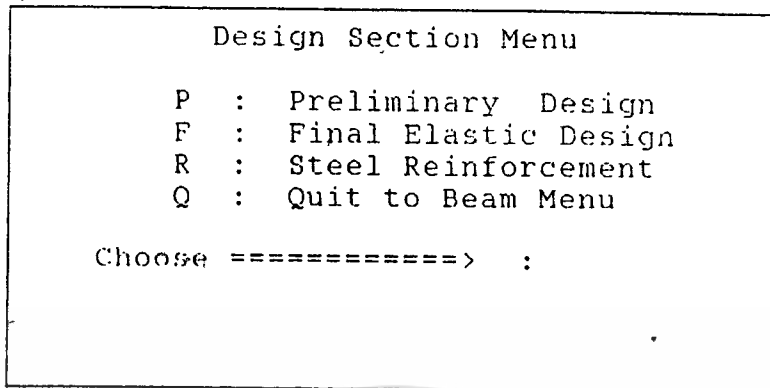 Design Section Menu
P : Preliminary Design
F : Final Elastic Design
R : Steel Reinforcement
Q : Quit to Beam Menu
Choose ============> :